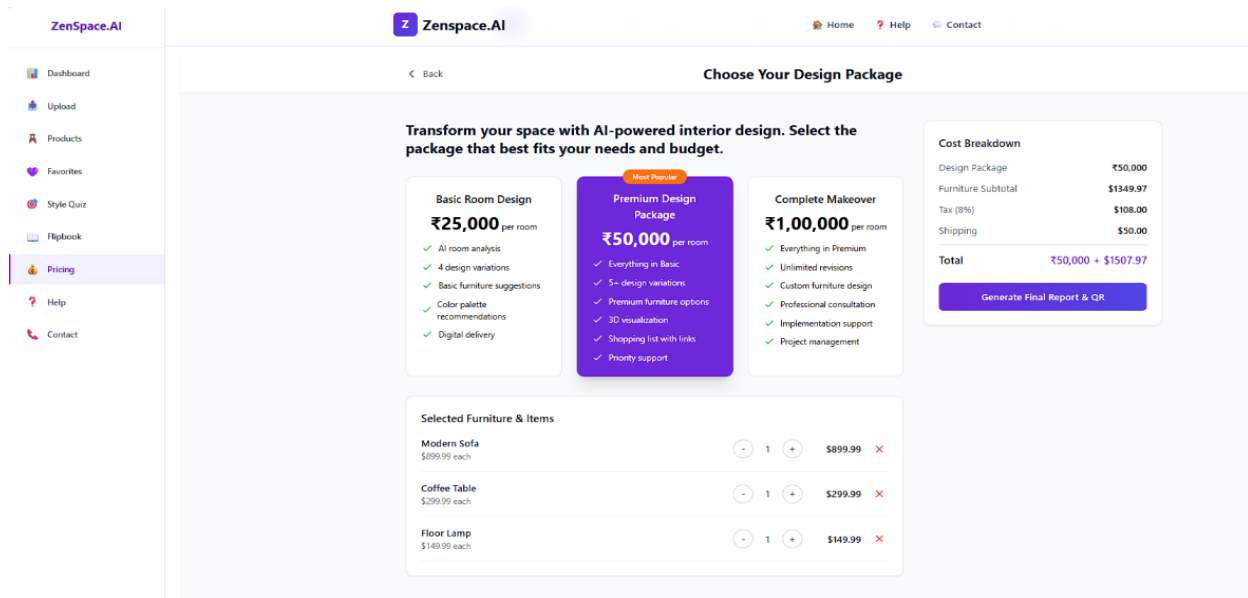 ZenSpace.AI
Dashboard
Upload
Products
Favorites
Style Quiz
Flipbook
Pricing
Help
Contact
Z Zenspace.AI
Home
Help
Contact
Back
Choose Your Design Package
Transform your space with AI-powered interior design. Select the
package that best fits your needs and budget.
Basic Room Design
₹25,000 per room
AI room analysis
4 design variations
Basic furniture suggestions
Color palette
recommendations
Digital delivery
Most Popular
Premium Design
Package
₹50,000 per room
Everything in Basic
5+ design variations
Premium furniture options
3D visualization
Shopping list with links
Priority support
Complete Makeover
₹1,00,000 per room
Everything in Premium
Unlimited revisions
Custom furniture design
Professional consultation
Implementation support
Project management
Cost Breakdown
Design Package ₹50,000
Furniture Subtotal $1349.97
Tax (8%) $108.00
Shipping $50.00
Total ₹50,000 + $1507.97
Generate Final Report & QR
Selected Furniture & Items
Modern Sofa
$899.99 each
- 1 + $899.99
Coffee Table
$299.99 each
- 1 + $299.99
Floor Lamp
$149.99 each
- 1 + $149.99